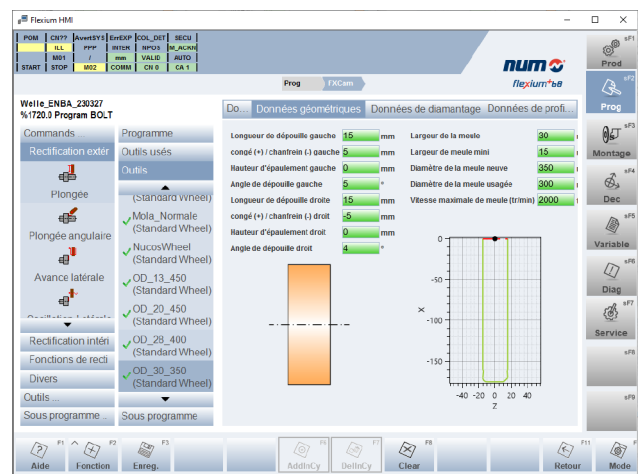 Flexium HMI
POM CN?? AvertSYS ErrEXP COL_DET SECU
ILL PPP INTER NPOS M_ACKN
M01 / mm VALID AUTO
START STOP M02 COMM CN 0 CA 1
num
flexium+68
Prog FXCam
Welle_ENBA_230327
%1720.0 Program BOLT
Commands ...
Rectification extér
Plongée
Plongée angulaire
Avance latérale
Rectification intéri
Fonctions de recti
Divers
Outils ...
Sous programme ...
Programme
Outils usés
Outils
(Standard Wheel)
Mola_Normale
(Standard Wheel)
NucosWheel
(Standard Wheel)
OD_13_450
(Standard Wheel)
OD_20_450
(Standard Wheel)
OD_28_400
(Standard Wheel)
OD_30_350
(Standard Wheel)
Sous programme
Do... Données géométriques Données de diamantage Données de profi...
Longueur de dépouille gauche 15 mm
congé (+) / chanfrein (-) gauche 5 mm
Hauteur d'épaulement gauche 0 mm
Angle de dépouille gauche 5 °
Longueur de dépouille droite 15 mm
congé (+) / chanfrein (-) droit -5 mm
Hauteur d'épaulement droit 0 mm
Angle de dépouille droit 4 °
Largeur de la meule 30
Largeur de meule mini 15
Diamètre de la meule neuve 350
Diamètre de la meule usagée 300
Vitesse maximale de meule (tr/min) 2000
0
-50
-100
-150
X
-40 -20 0 20 40
Z
sF1
Prod
sF2
Prog
sF3
Montage
sF4
Dec
sF5
Variable
sF6
Diag
sF7
Service
sF8
sF9
F1 Aide
F2 Fonction
F3 Enreg.
F6 AddInCy
F7 DelInCy
F8 Clear
F11 Retour
Mode